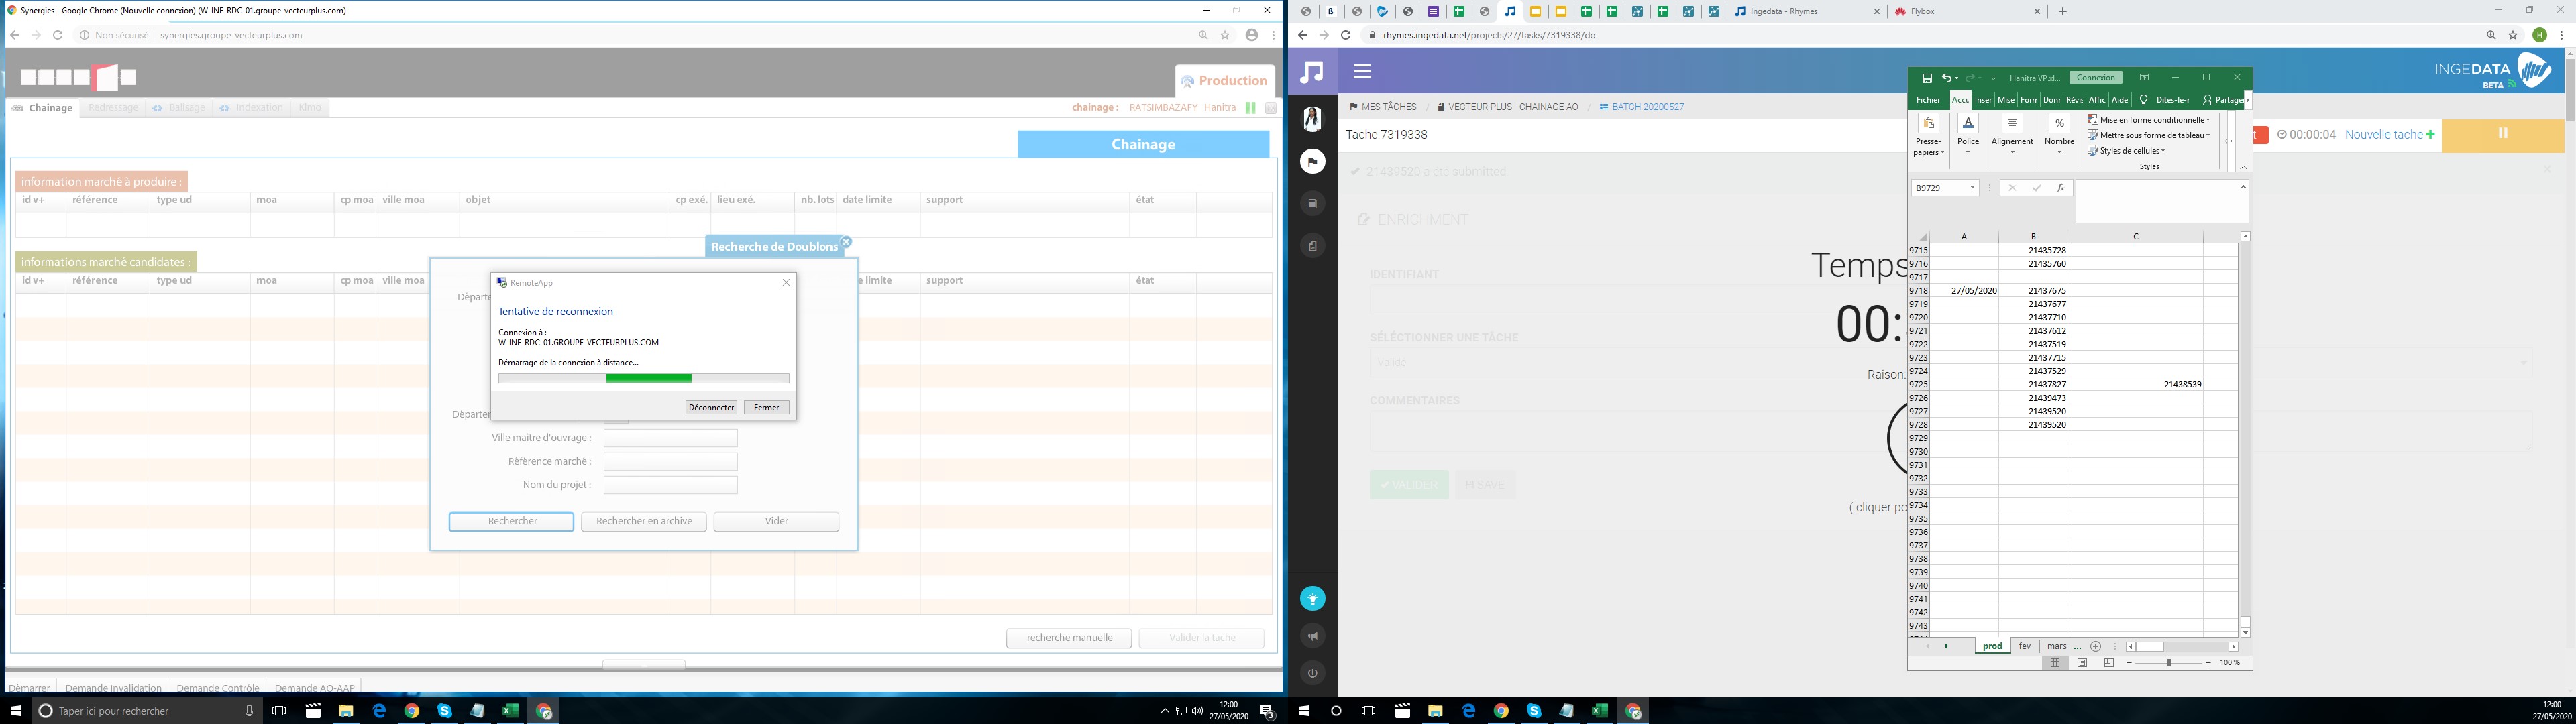 Synergies - Google Chrome (Nouvelle connexion) (W-INF-RDC-01.groupe-vecteurplus.com)
Non sécurisé | synergies.groupe-vecteurplus.com
Production
Chainage Redressage Balisage Indexation Kimo
chainage : RATSIMBAZAFY Hanitra
Chainage
information marchè à produire :
id v+ référence type ud moa cp moa ville moa objet cp exé. lieu exé. nb. lots date limite support état
Recherche de Doublons
informations marchè candidates :
id v+ référence type ud moa cp moa ville moa e limite support état
RemoteApp
Départe
Tentative de reconnexion
Connexion à :
W-INF-RDC-01.GROUPE-VECTEURPLUS.COM
Démarrage de la connexion à distance...
Déconnecter Fermer
Départer
Ville maitre d'ouvrage :
Référence marchè :
Nom du projet :
Rechercher Rechercher en archive Vider
recherche manuelle Valider la tache
Démarrer Demande Invalidation Demande Contrôle Demande AO-AAP
Taper ici pour rechercher
12:00
27/05/2020
3
Ingedata - Rhymes
Flybox
rhymes.ingedata.net/projects/27/tasks/7319338/do
H
INGEDATA
BETA
MES TÂCHES / VECTEUR PLUS - CHAINAGE AO / BATCH 20200527
Tache 7319338
t 00:00:04 Nouvelle tache
21439520 a ete submitted
ENRICHMENT
IDENTIFIANT
SÉLECTIONNER UNE TÂCHE
Valide
COMMENTAIRES
VALIDER SAVE
Temps
00:
Raison:
( cliquer po
Hanitra VP.xl... Connexion
Fichier Accu Inser Mise Forn Donr Révis Affic Aide Dites-le-r Partager
Presse-papiers Police Alignement Nombre
Mise en forme conditionnelle
Mettre sous forme de tableau
Styles de cellules
Styles
B9729 fx
A B C
9715 21435728
9716 21435760
9717
9718 27/05/2020 21437675
9719 21437677
9720 21437710
9721 21437612
9722 21437519
9723 21437715
9724 21437529
9725 21437827 21438539
9726 21439473
9727 21439520
9728 21439520
9729
9730
9731
9732
9733
9734
9735
9736
9737
9738
9739
9740
9741
9742
9743
prod fev mars ...
100 %
12:00
27/05/2020